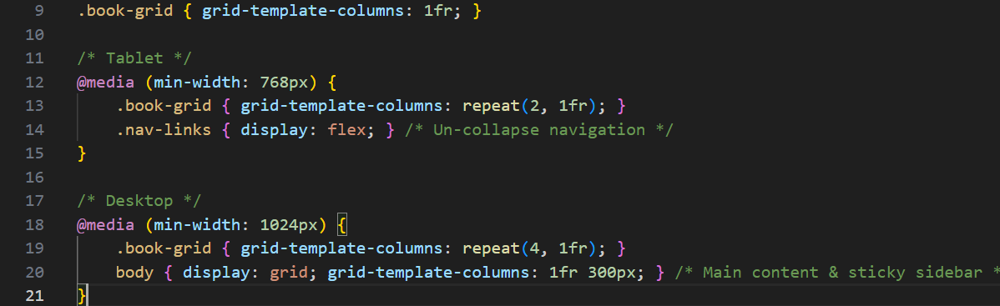 9 .book-grid { grid-template-columns: 1fr; }
10
11 /* Tablet */
12 @media (min-width: 768px) {
13     .book-grid { grid-template-columns: repeat(2, 1fr); }
14     .nav-links { display: flex; } /* Un-collapse navigation */
15 }
16
17 /* Desktop */
18 @media (min-width: 1024px) {
19     .book-grid { grid-template-columns: repeat(4, 1fr); }
20     body { display: grid; grid-template-columns: 1fr 300px; } /* Main content & sticky sidebar *
21 }